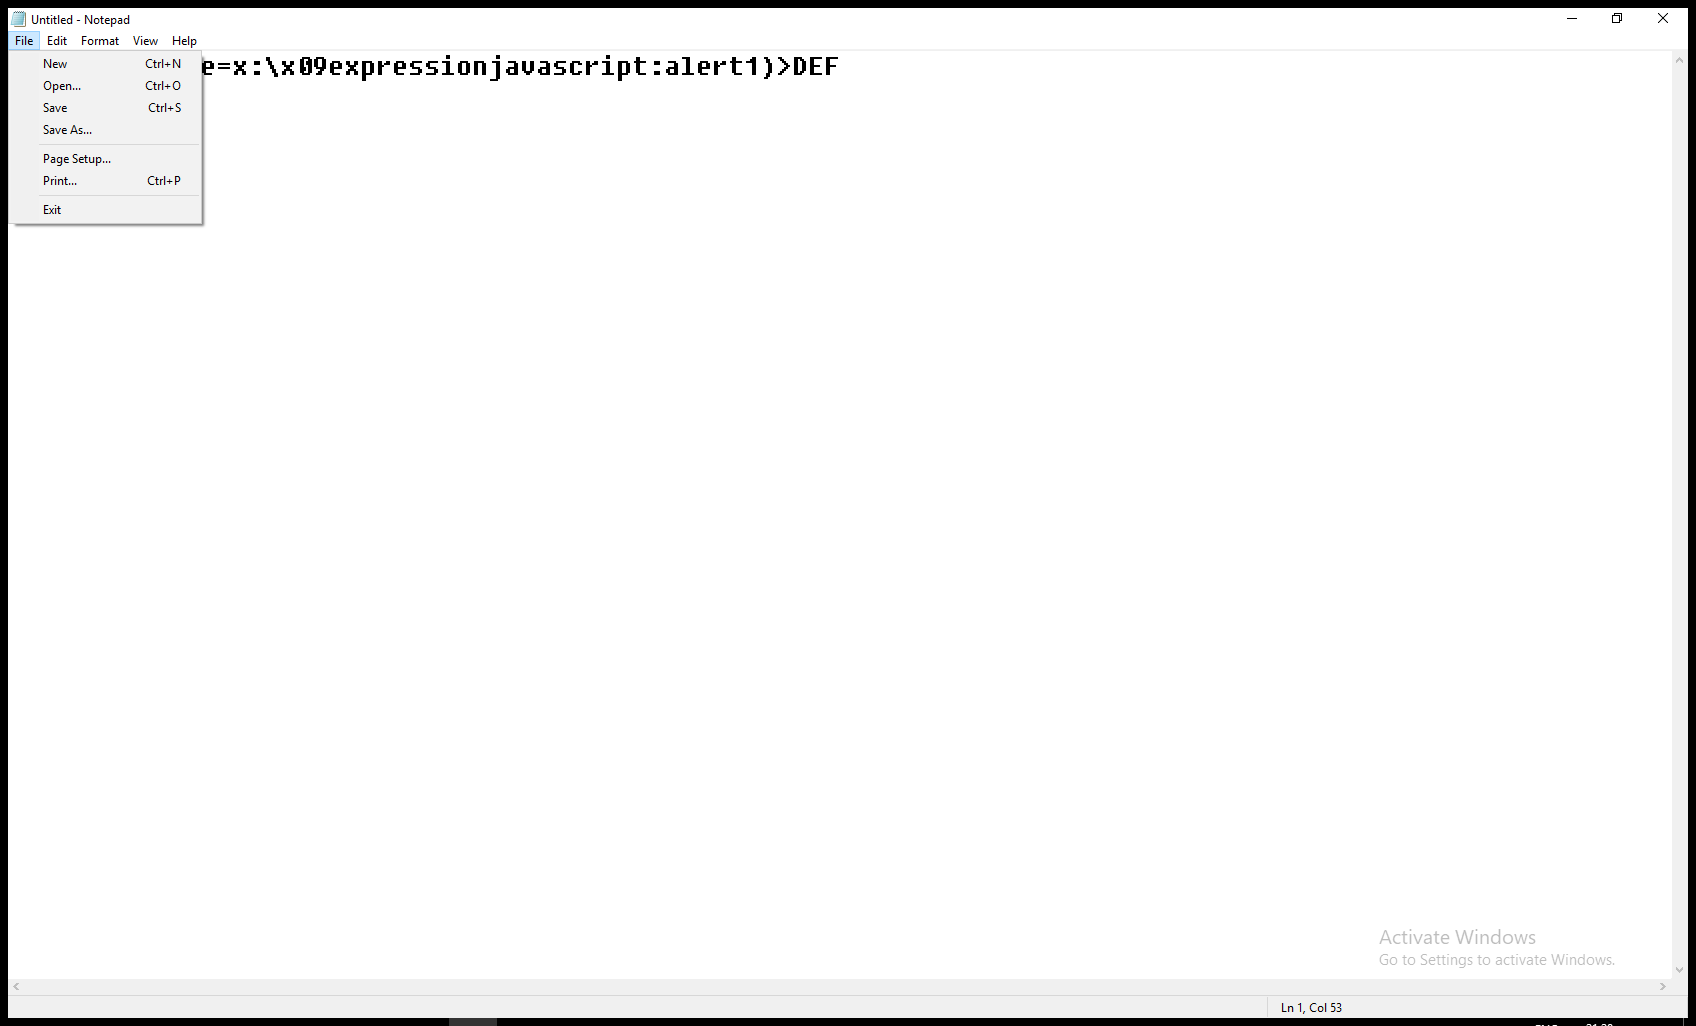 Untitled - Notepad
File Edit Format View Help
e=x:\x09expressionjavascript:alert1)>DEF
New Ctrl+N
Open... Ctrl+O
Save Ctrl+S
Save As...
Page Setup...
Print... Ctrl+P
Exit
Activate Windows
Go to Settings to activate Windows.
Ln 1, Col 53